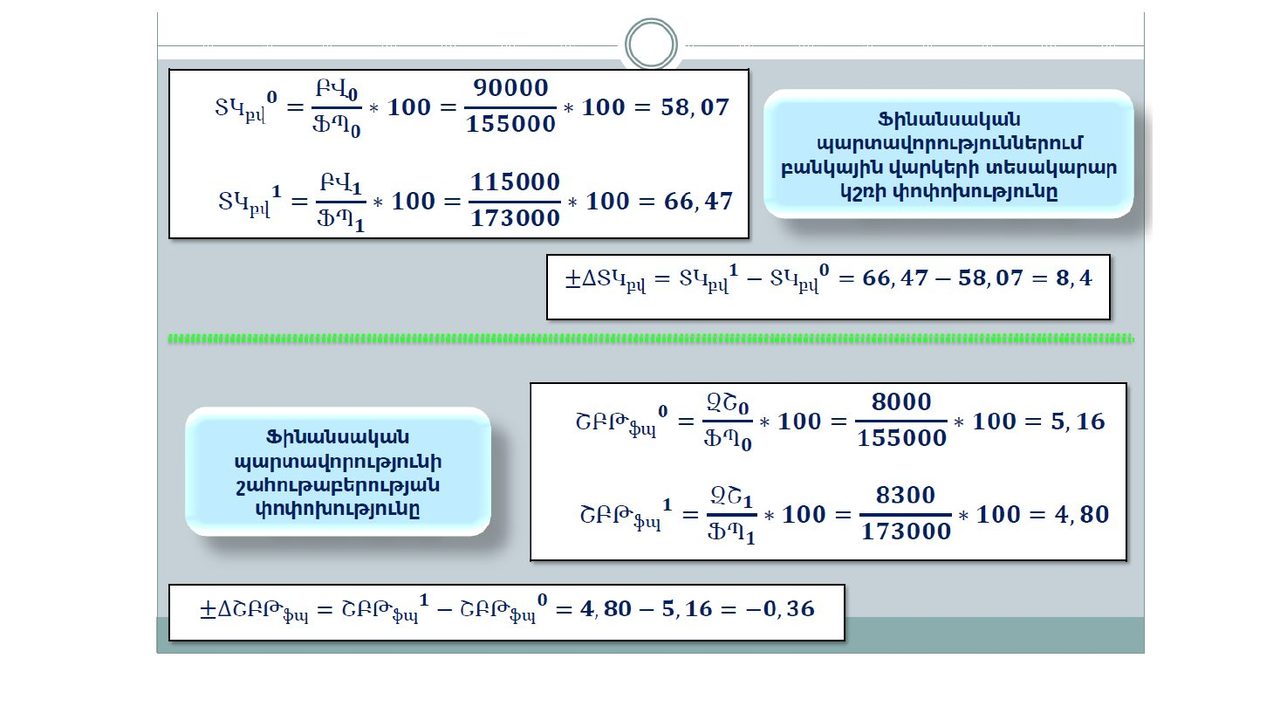 ՏԿբվ⁰ = ԲՎ₀/ՖՊ₀ * 100 = 90000/155000 * 100 = 58,07
ՏԿբվ¹ = ԲՎ₁/ՖՊ₁ * 100 = 115000/173000 * 100 = 66,47
Ֆինանսական
պարտավորություններում
բանկային վարկերի տեսակարար
կշռի փոփոխությունը
±ΔՏԿբվ = ՏԿբվ¹ − ՏԿբվ⁰ = 66,47 − 58,07 = 8,4
Ֆինանսական
պարտավորությունի
շահութաբերության
փոփոխությունը
ՇԲԹֆպ⁰ = ԶՇ₀/ՖՊ₀ * 100 = 8000/155000 * 100 = 5,16
ՇԲԹֆպ¹ = ԶՇ₁/ՖՊ₁ * 100 = 8300/173000 * 100 = 4,80
±ΔՇԲԹֆպ = ՇԲԹֆպ¹ − ՇԲԹֆպ⁰ = 4,80 − 5,16 = −0,36